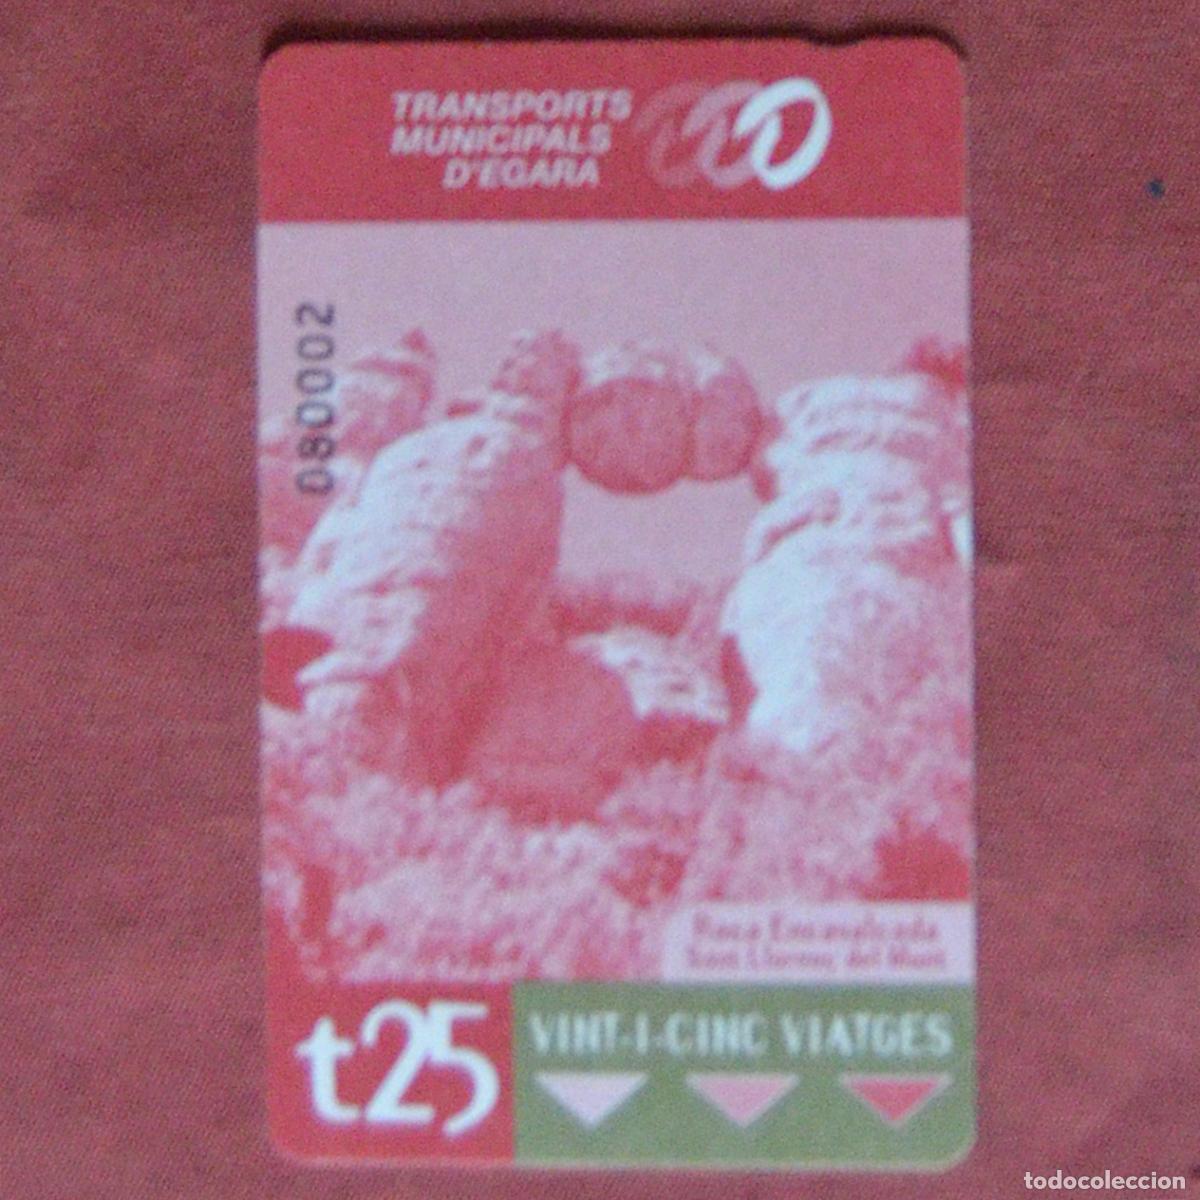 TRANSPORTS
MUNICIPALS
D'EGARA
080002
Roca Encavalcada
Sant Llorenç del Munt
t25
VINT-I-CINC VIATGES
todocoleccion